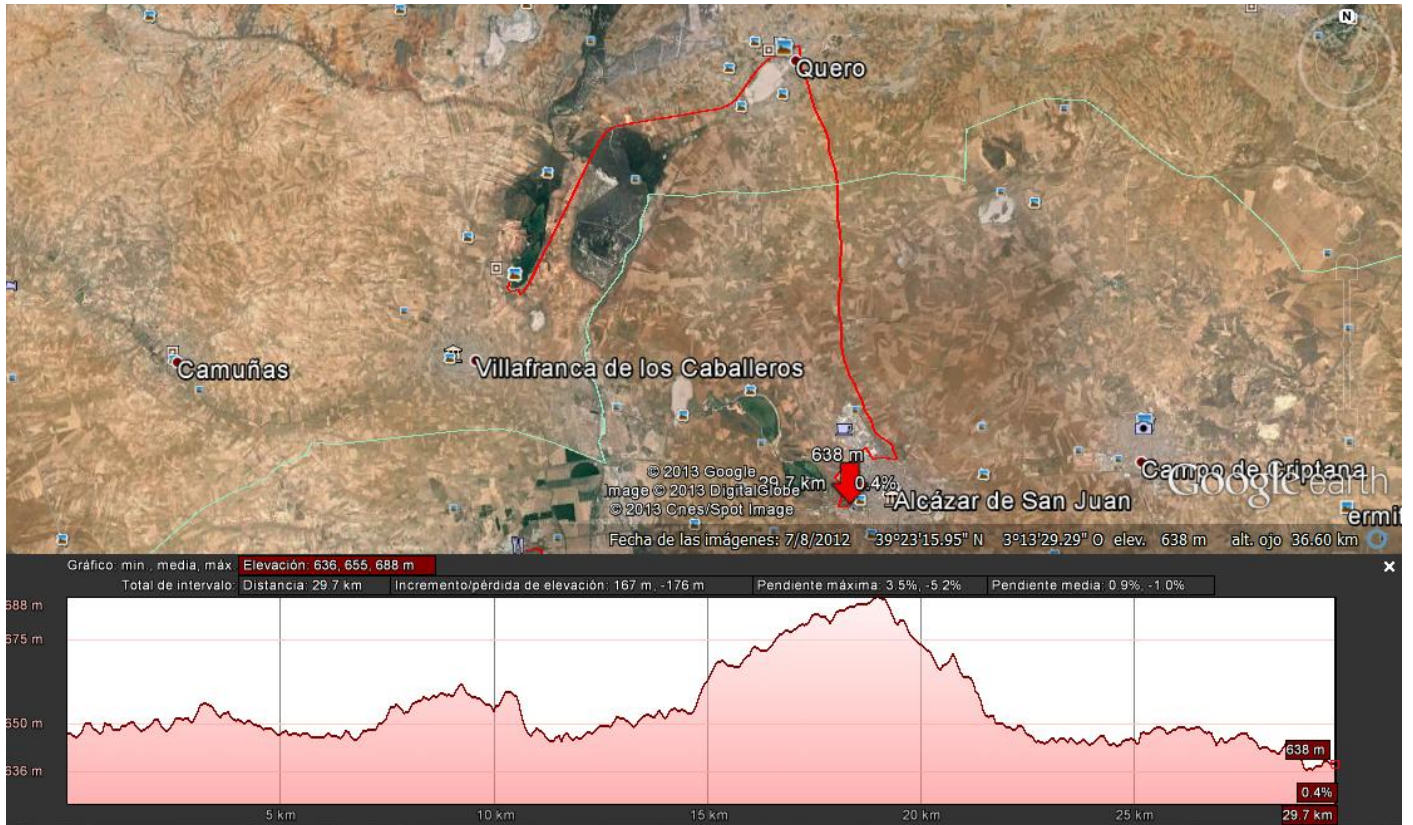 N
Quero
Camuñas
Villafranca de los Caballeros
638 m
29.7 km 0.4%
© 2013 Google
Image © 2013 DigitalGlobe
© 2013 Cnes/Spot Image
Alcázar de San Juan
Campo de Criptana
Google earth
ermit
Fecha de las imágenes: 7/8/2012 39°23'15.95" N 3°13'29.29" O elev. 638 m alt. ojo 36.60 km
Gráfico: min., media, máx. Elevación: 636, 655, 688 m
Total de intervalo: Distancia: 29.7 km Incremento/pérdida de elevación: 167 m, -176 m Pendiente máxima: 3.5%, -5.2% Pendiente media: 0.9%, -1.0%
688 m
675 m
650 m
636 m
638 m
0.4%
5 km 10 km 15 km 20 km 25 km 29.7 km